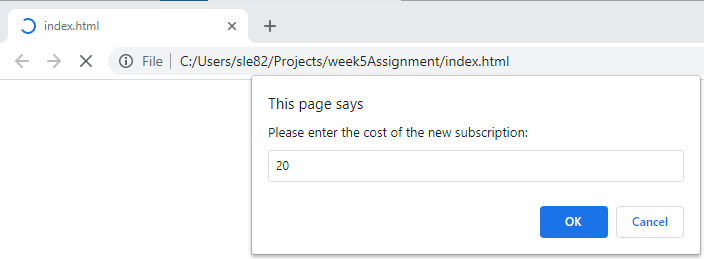 index.html
File | C:/Users/sle82/Projects/week5Assignment/index.html
This page says
Please enter the cost of the new subscription:
20
OK Cancel